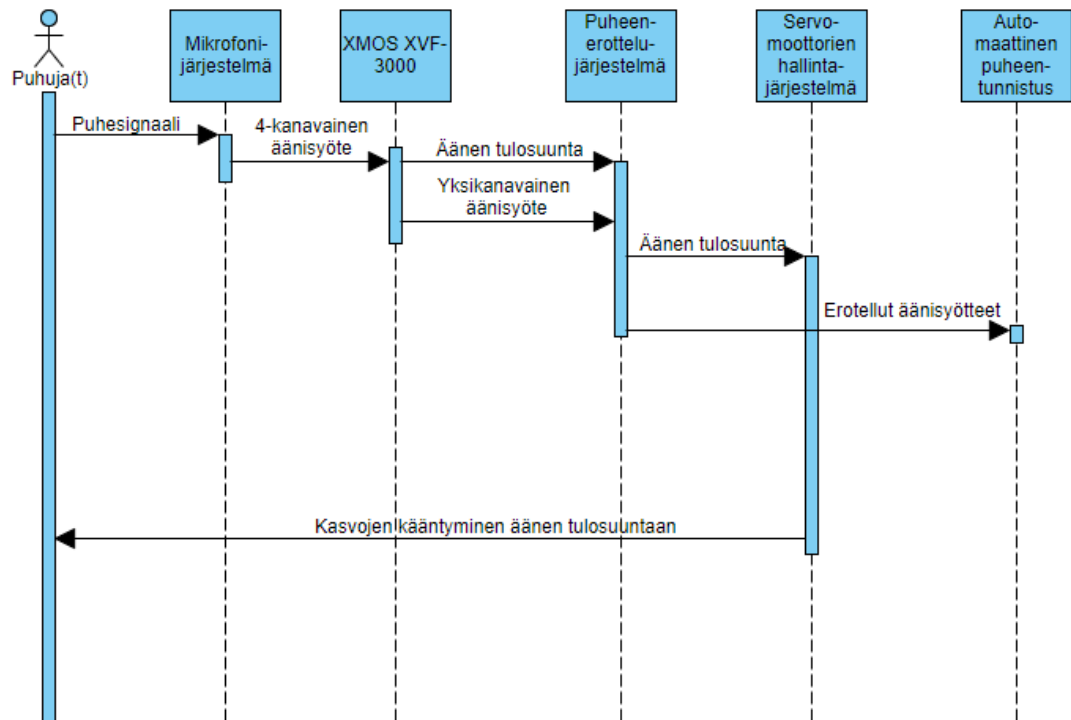 Puhuja(t)
Mikrofoni-
järjestelmä
XMOS XVF-
3000
Puheen-
erottelu-
järjestelmä
Servo-
moottorien
hallinta-
järjestelmä
Auto-
maattinen
puheen-
tunnistus
Puhesignaali
4-kanavainen
äänisyöte
Äänen tulosuunta
Yksikanavainen
äänisyöte
Äänen tulosuunta
Erotellut äänisyötteet
Kasvojen kääntyminen äänen tulosuuntaan